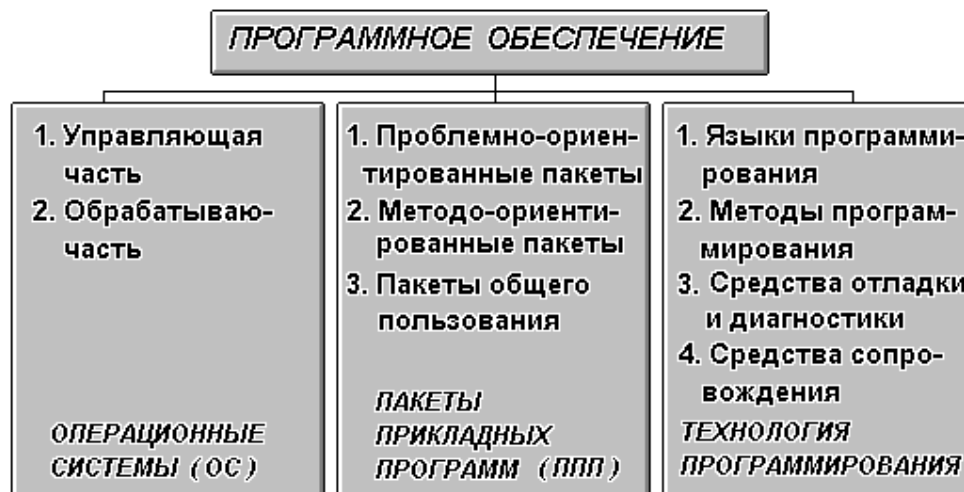 ПРОГРАММНОЕ ОБЕСПЕЧЕНИЕ
1. Управляющая
часть
2. Обрабатываю-
часть
ОПЕРАЦИОННЫЕ
СИСТЕМЫ (ОС)
1. Проблемно-ориен-
тированные пакеты
2. Методо-ориенти-
рованные пакеты
3. Пакеты общего
пользования
ПАКЕТЫ
ПРИКЛАДНЫХ
ПРОГРАММ (ППП)
1. Языки программи-
рования
2. Методы програм-
мирования
3. Средства отладки
и диагностики
4. Средства сопро-
вождения
ТЕХНОЛОГИЯ
ПРОГРАММИРОВАНИЯ